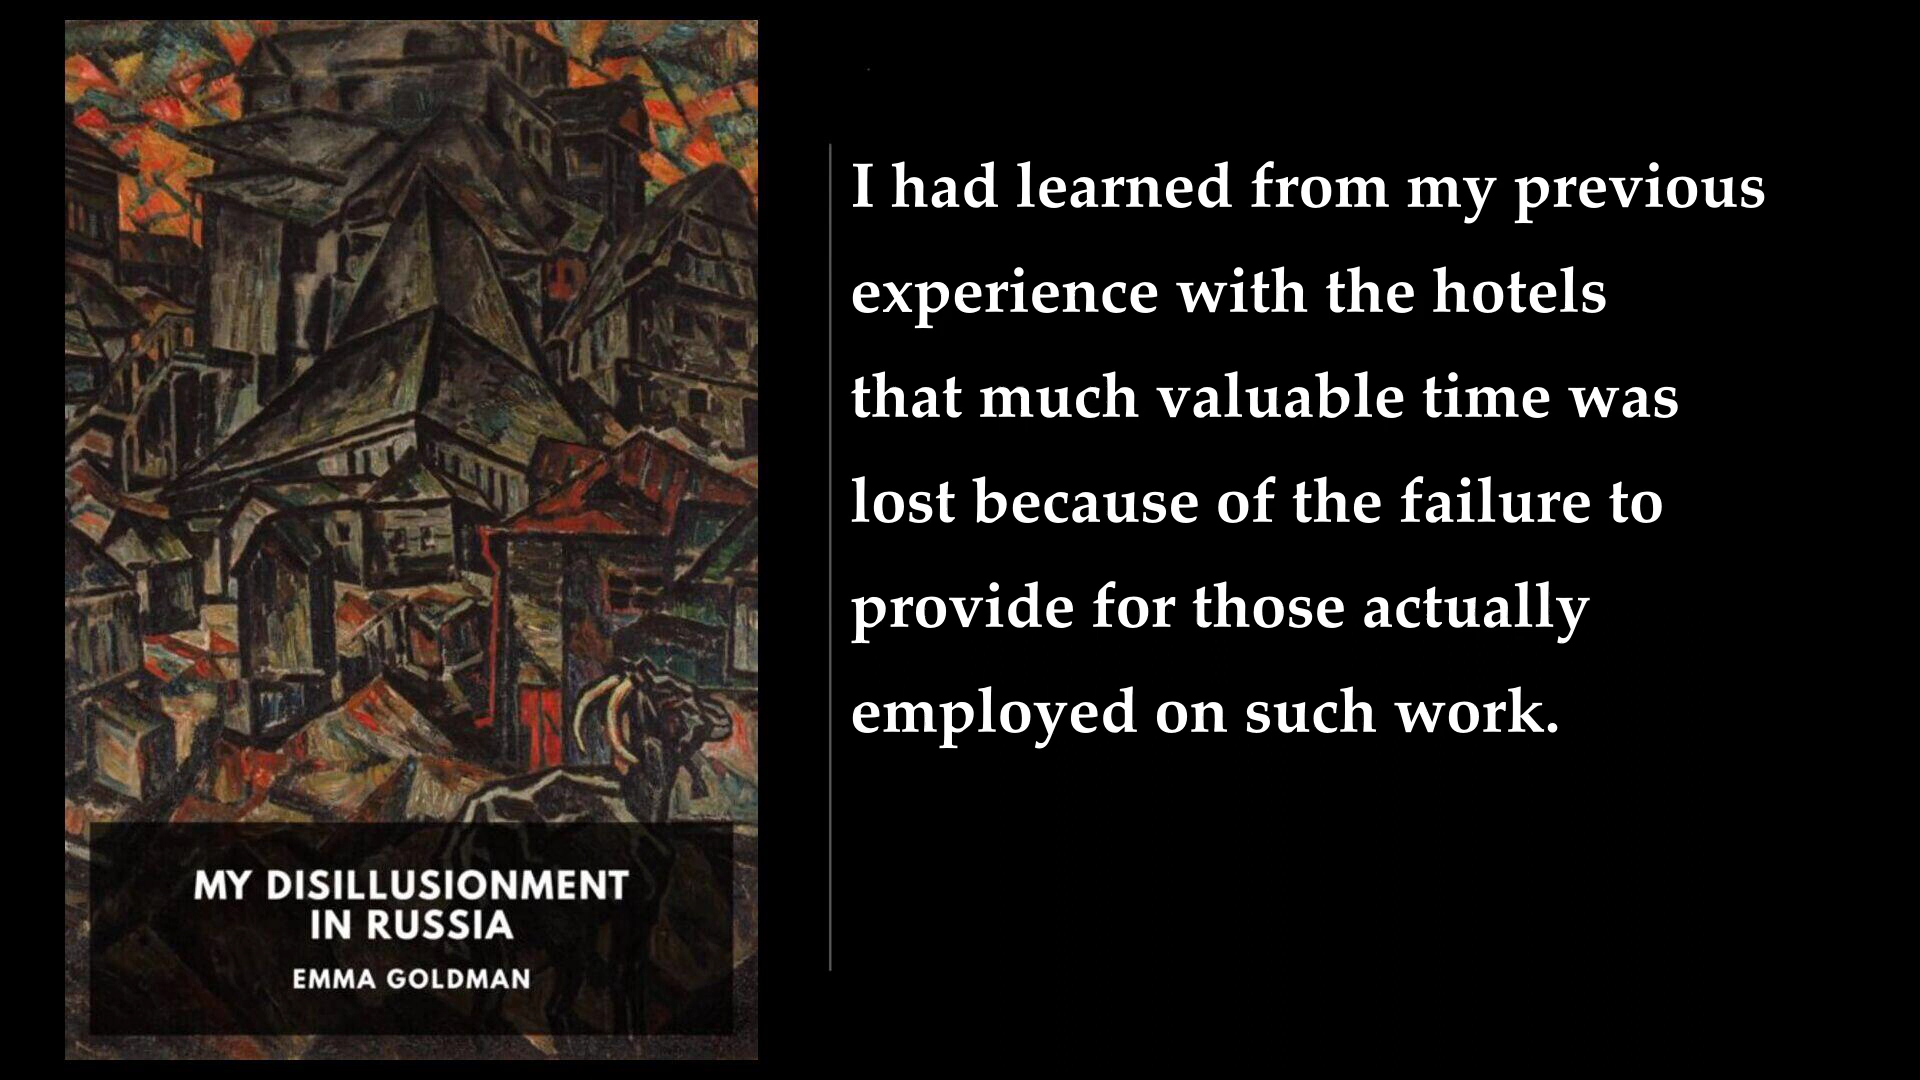 MY DISILLUSIONMENT
IN RUSSIA
EMMA GOLDMAN
I had learned from my previous
experience with the hotels
that much valuable time was
lost because of the failure to
provide for those actually
employed on such work.